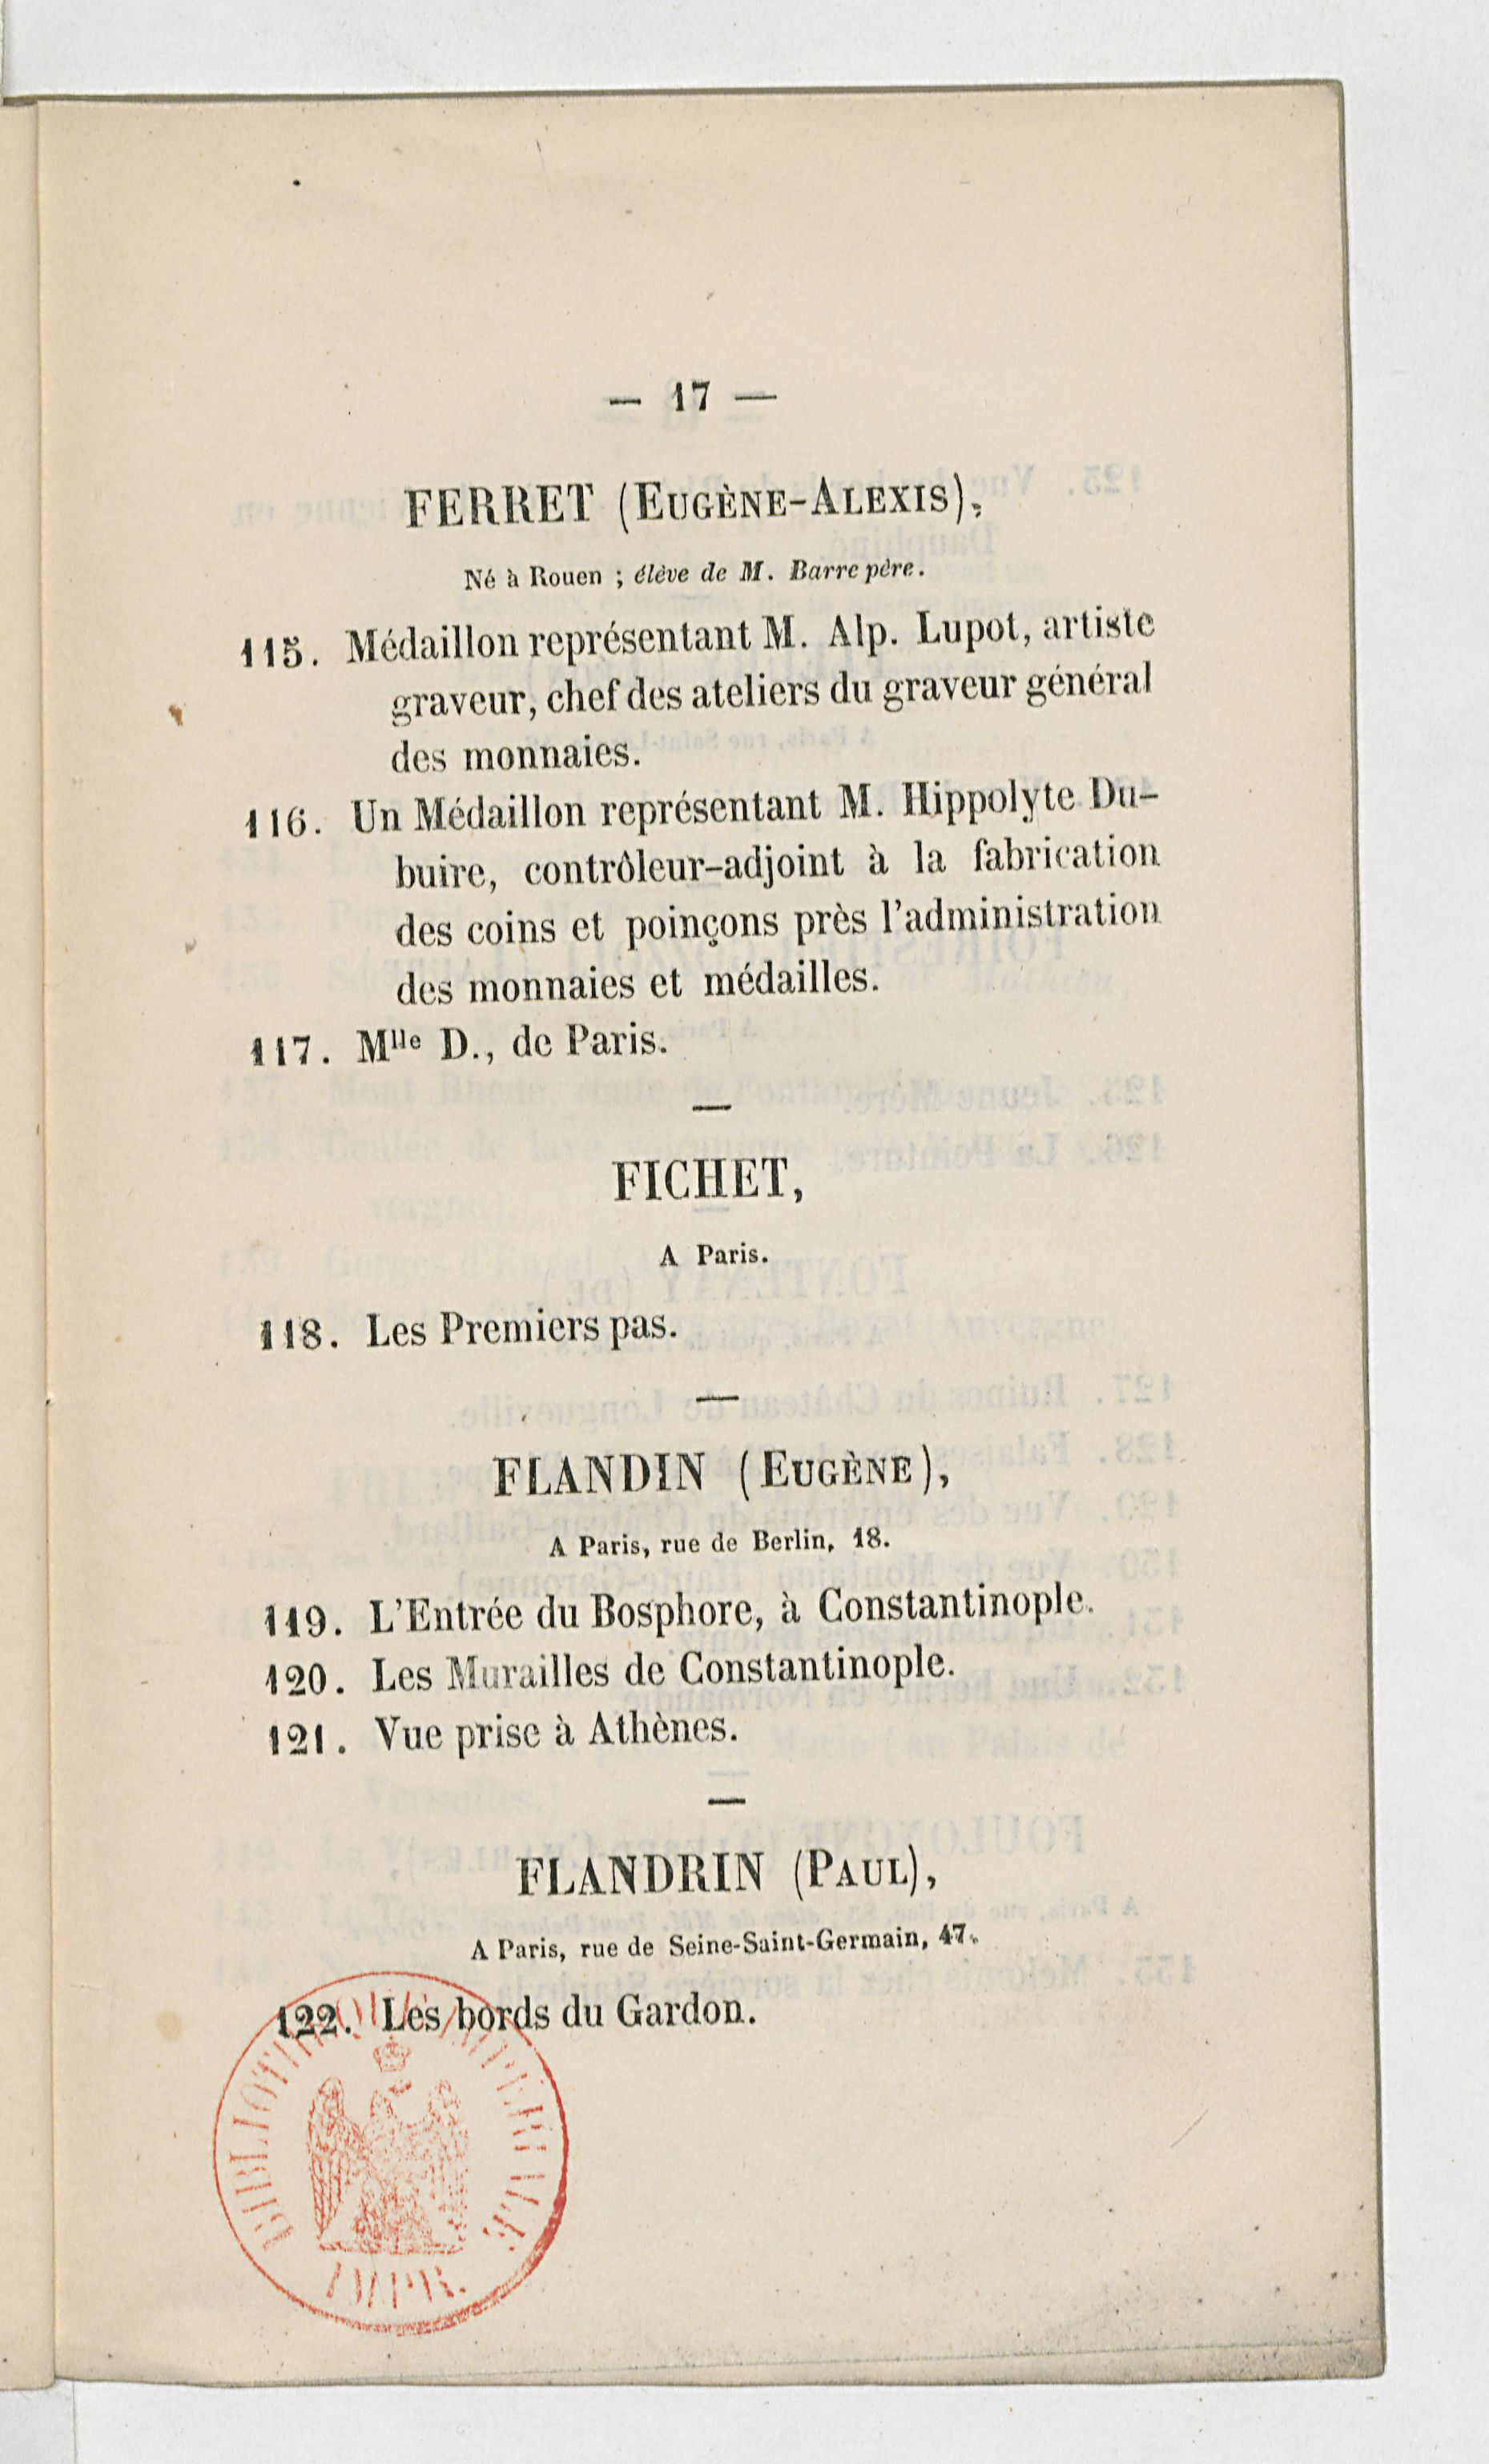 — 17 —
FERRET (EUGÈNE-ALEXIS),
Né à Rouen ; élève de M. Barre père.
115. Médaillon représentant M. Alp. Lupot, artiste
graveur, chef des ateliers du graveur général
des monnaies.
116. Un Médaillon représentant M. Hippolyte Du-
buire, contrôleur-adjoint à la fabrication
des coins et poinçons près l'administration
des monnaies et médailles.
117. Mlle D., de Paris.
FICHET,
A Paris.
118. Les Premiers pas.
FLANDIN (EUGÈNE),
A Paris, rue de Berlin, 18.
119. L'Entrée du Bosphore, à Constantinople.
120. Les Murailles de Constantinople.
121. Vue prise à Athènes.
FLANDRIN (PAUL),
A Paris, rue de Seine-Saint-Germain, 47.
122. Les bords du Gardon.
BIBLIOTHÈQUE IMPÉRIALE
IMPR.